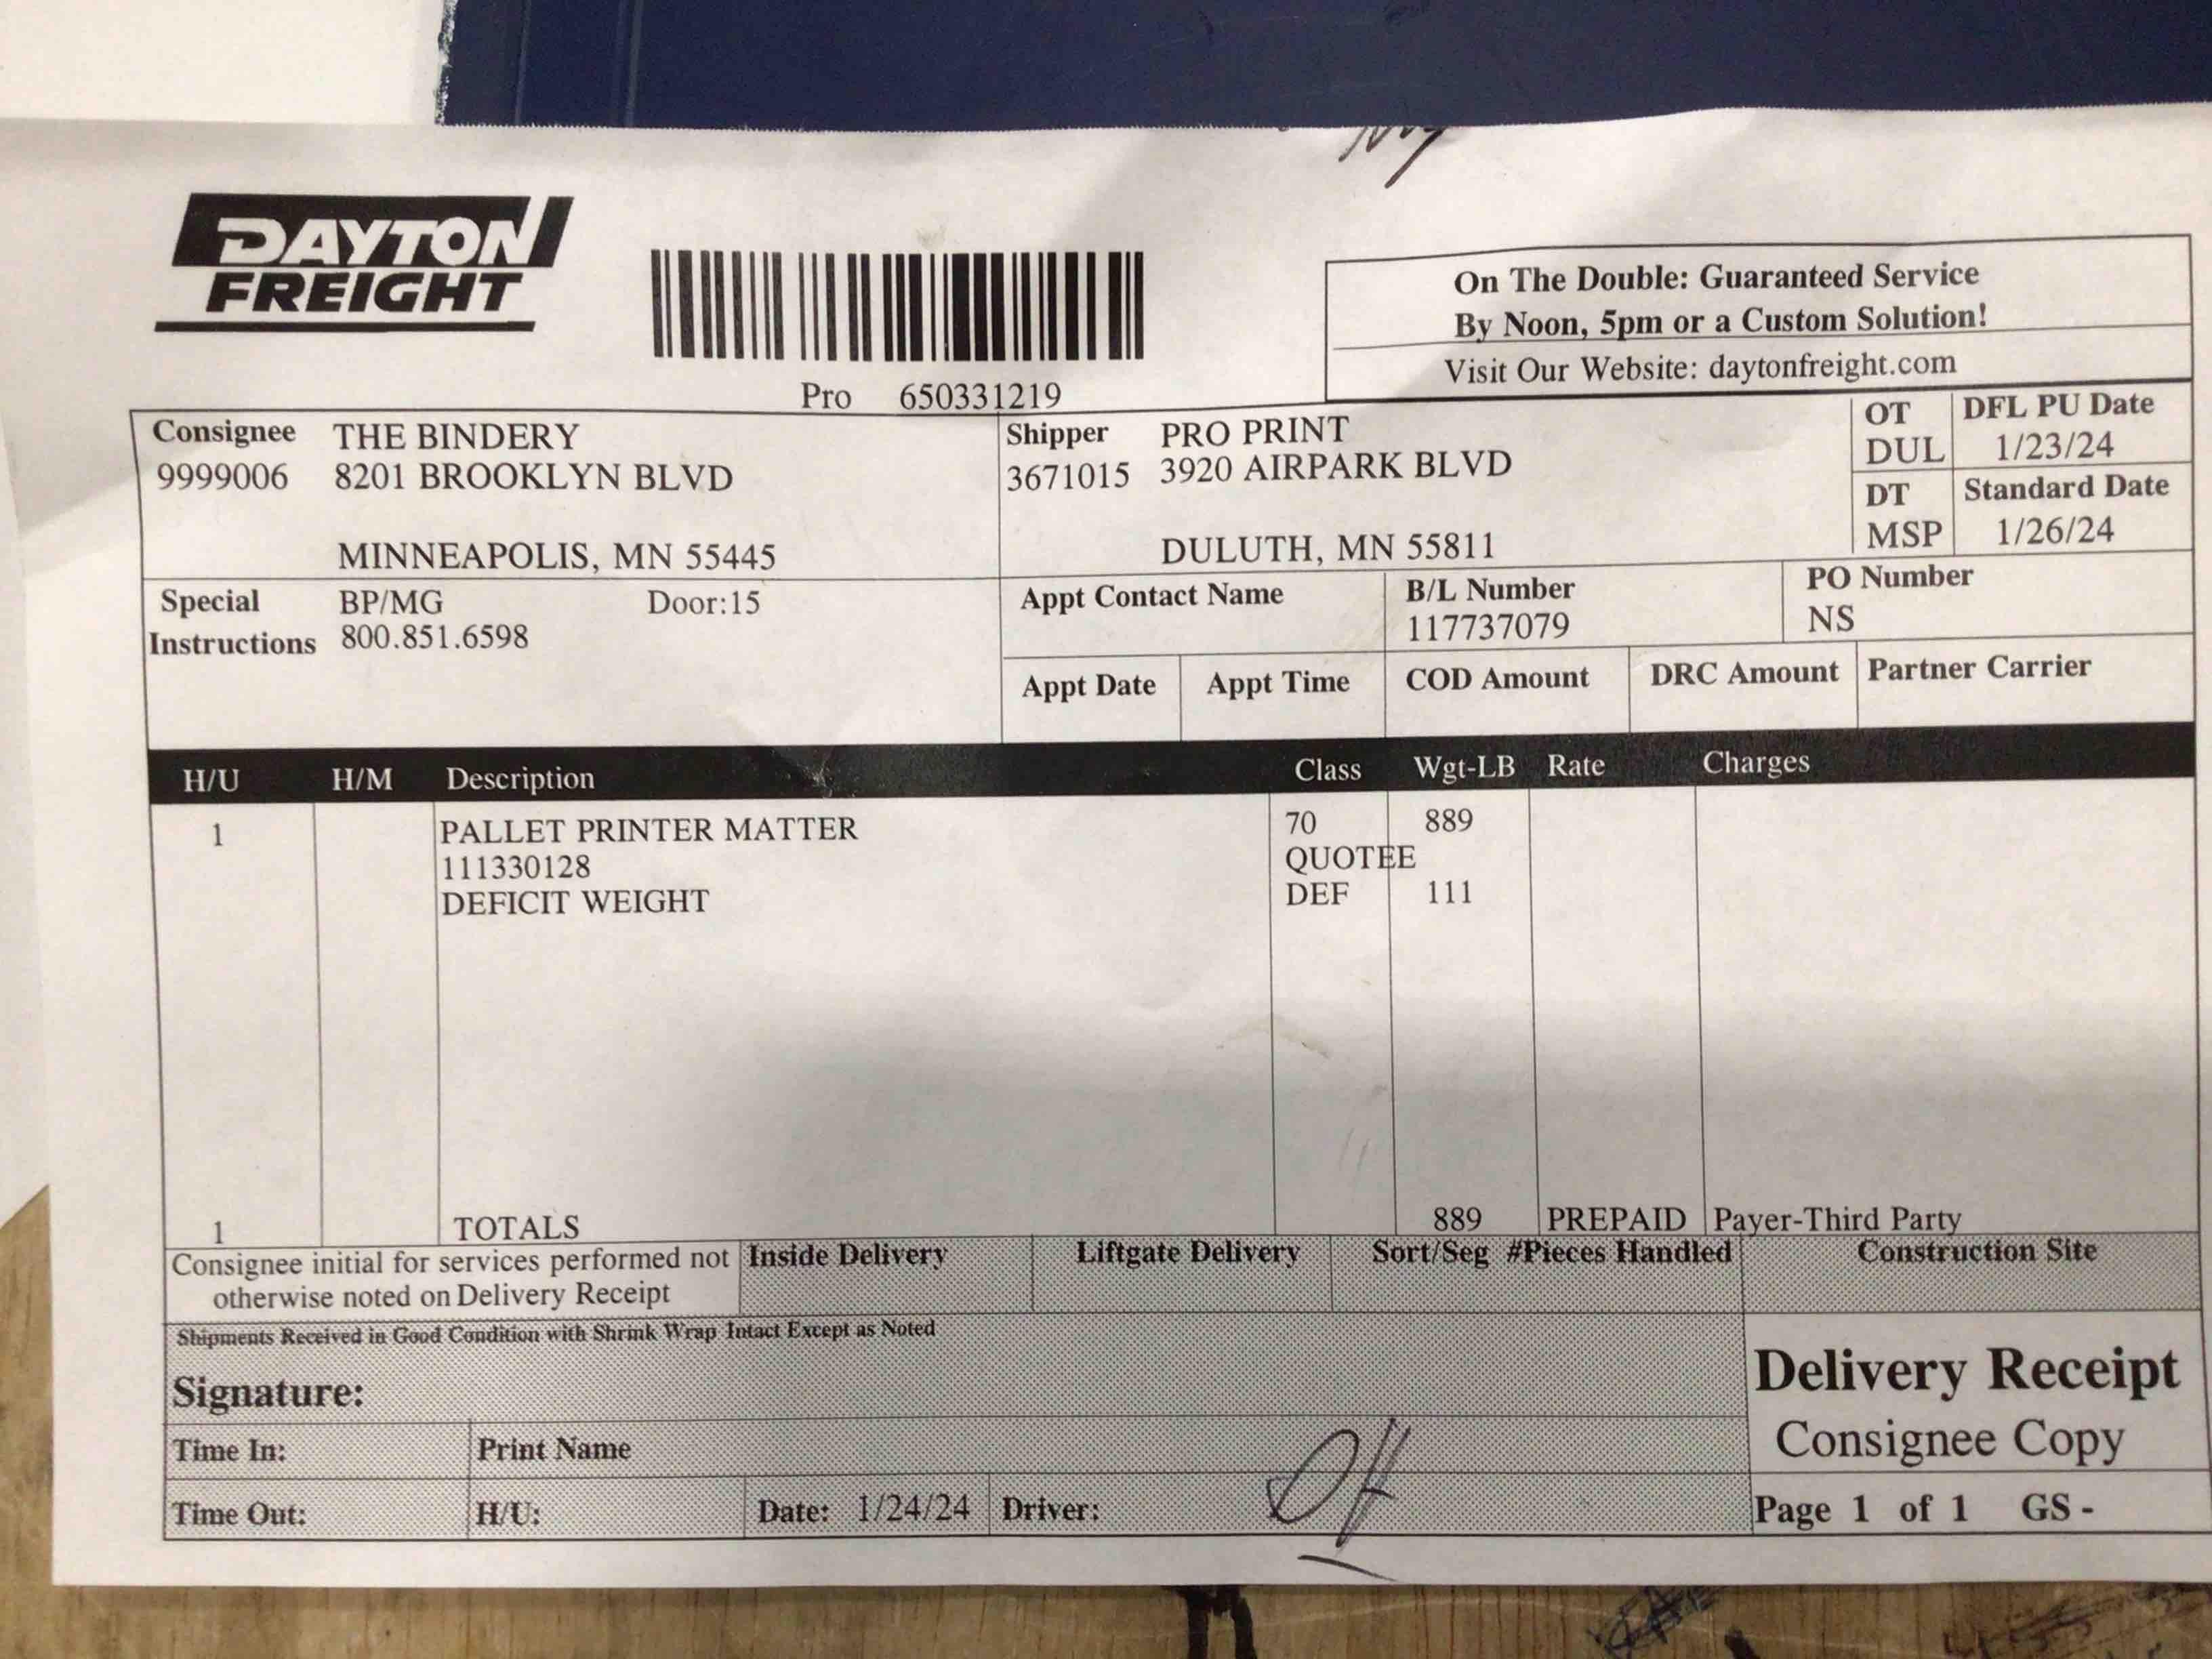 DAYTON
FREIGHT
On The Double: Guaranteed Service
By Noon, 5pm or a Custom Solution!
Visit Our Website: daytonfreight.com
Pro 650331219
Consignee THE BINDERY
9999006 8201 BROOKLYN BLVD
MINNEAPOLIS, MN 55445
Shipper PRO PRINT
3671015 3920 AIRPARK BLVD
DULUTH, MN 55811
OT DFL PU Date
DUL 1/23/24
DT Standard Date
MSP 1/26/24
Special BP/MG Door:15
Instructions 800.851.6598
Appt Contact Name
B/L Number
117737079
PO Number
NS
Appt Date Appt Time COD Amount DRC Amount Partner Carrier
H/U H/M Description Class Wgt-LB Rate Charges
1 PALLET PRINTER MATTER 70 889
111330128 QUOTEE
DEFICIT WEIGHT DEF 111
1 TOTALS 889 PREPAID Payer-Third Party
Consignee initial for services performed not
otherwise noted on Delivery Receipt
Inside Delivery Liftgate Delivery Sort/Seg #Pieces Handled Construction Site
Shipments Received in Good Condition with Shrink Wrap Intact Except as Noted
Signature:
Time In: Print Name
Time Out: H/U: Date: 1/24/24 Driver:
Delivery Receipt
Consignee Copy
Page 1 of 1 GS -